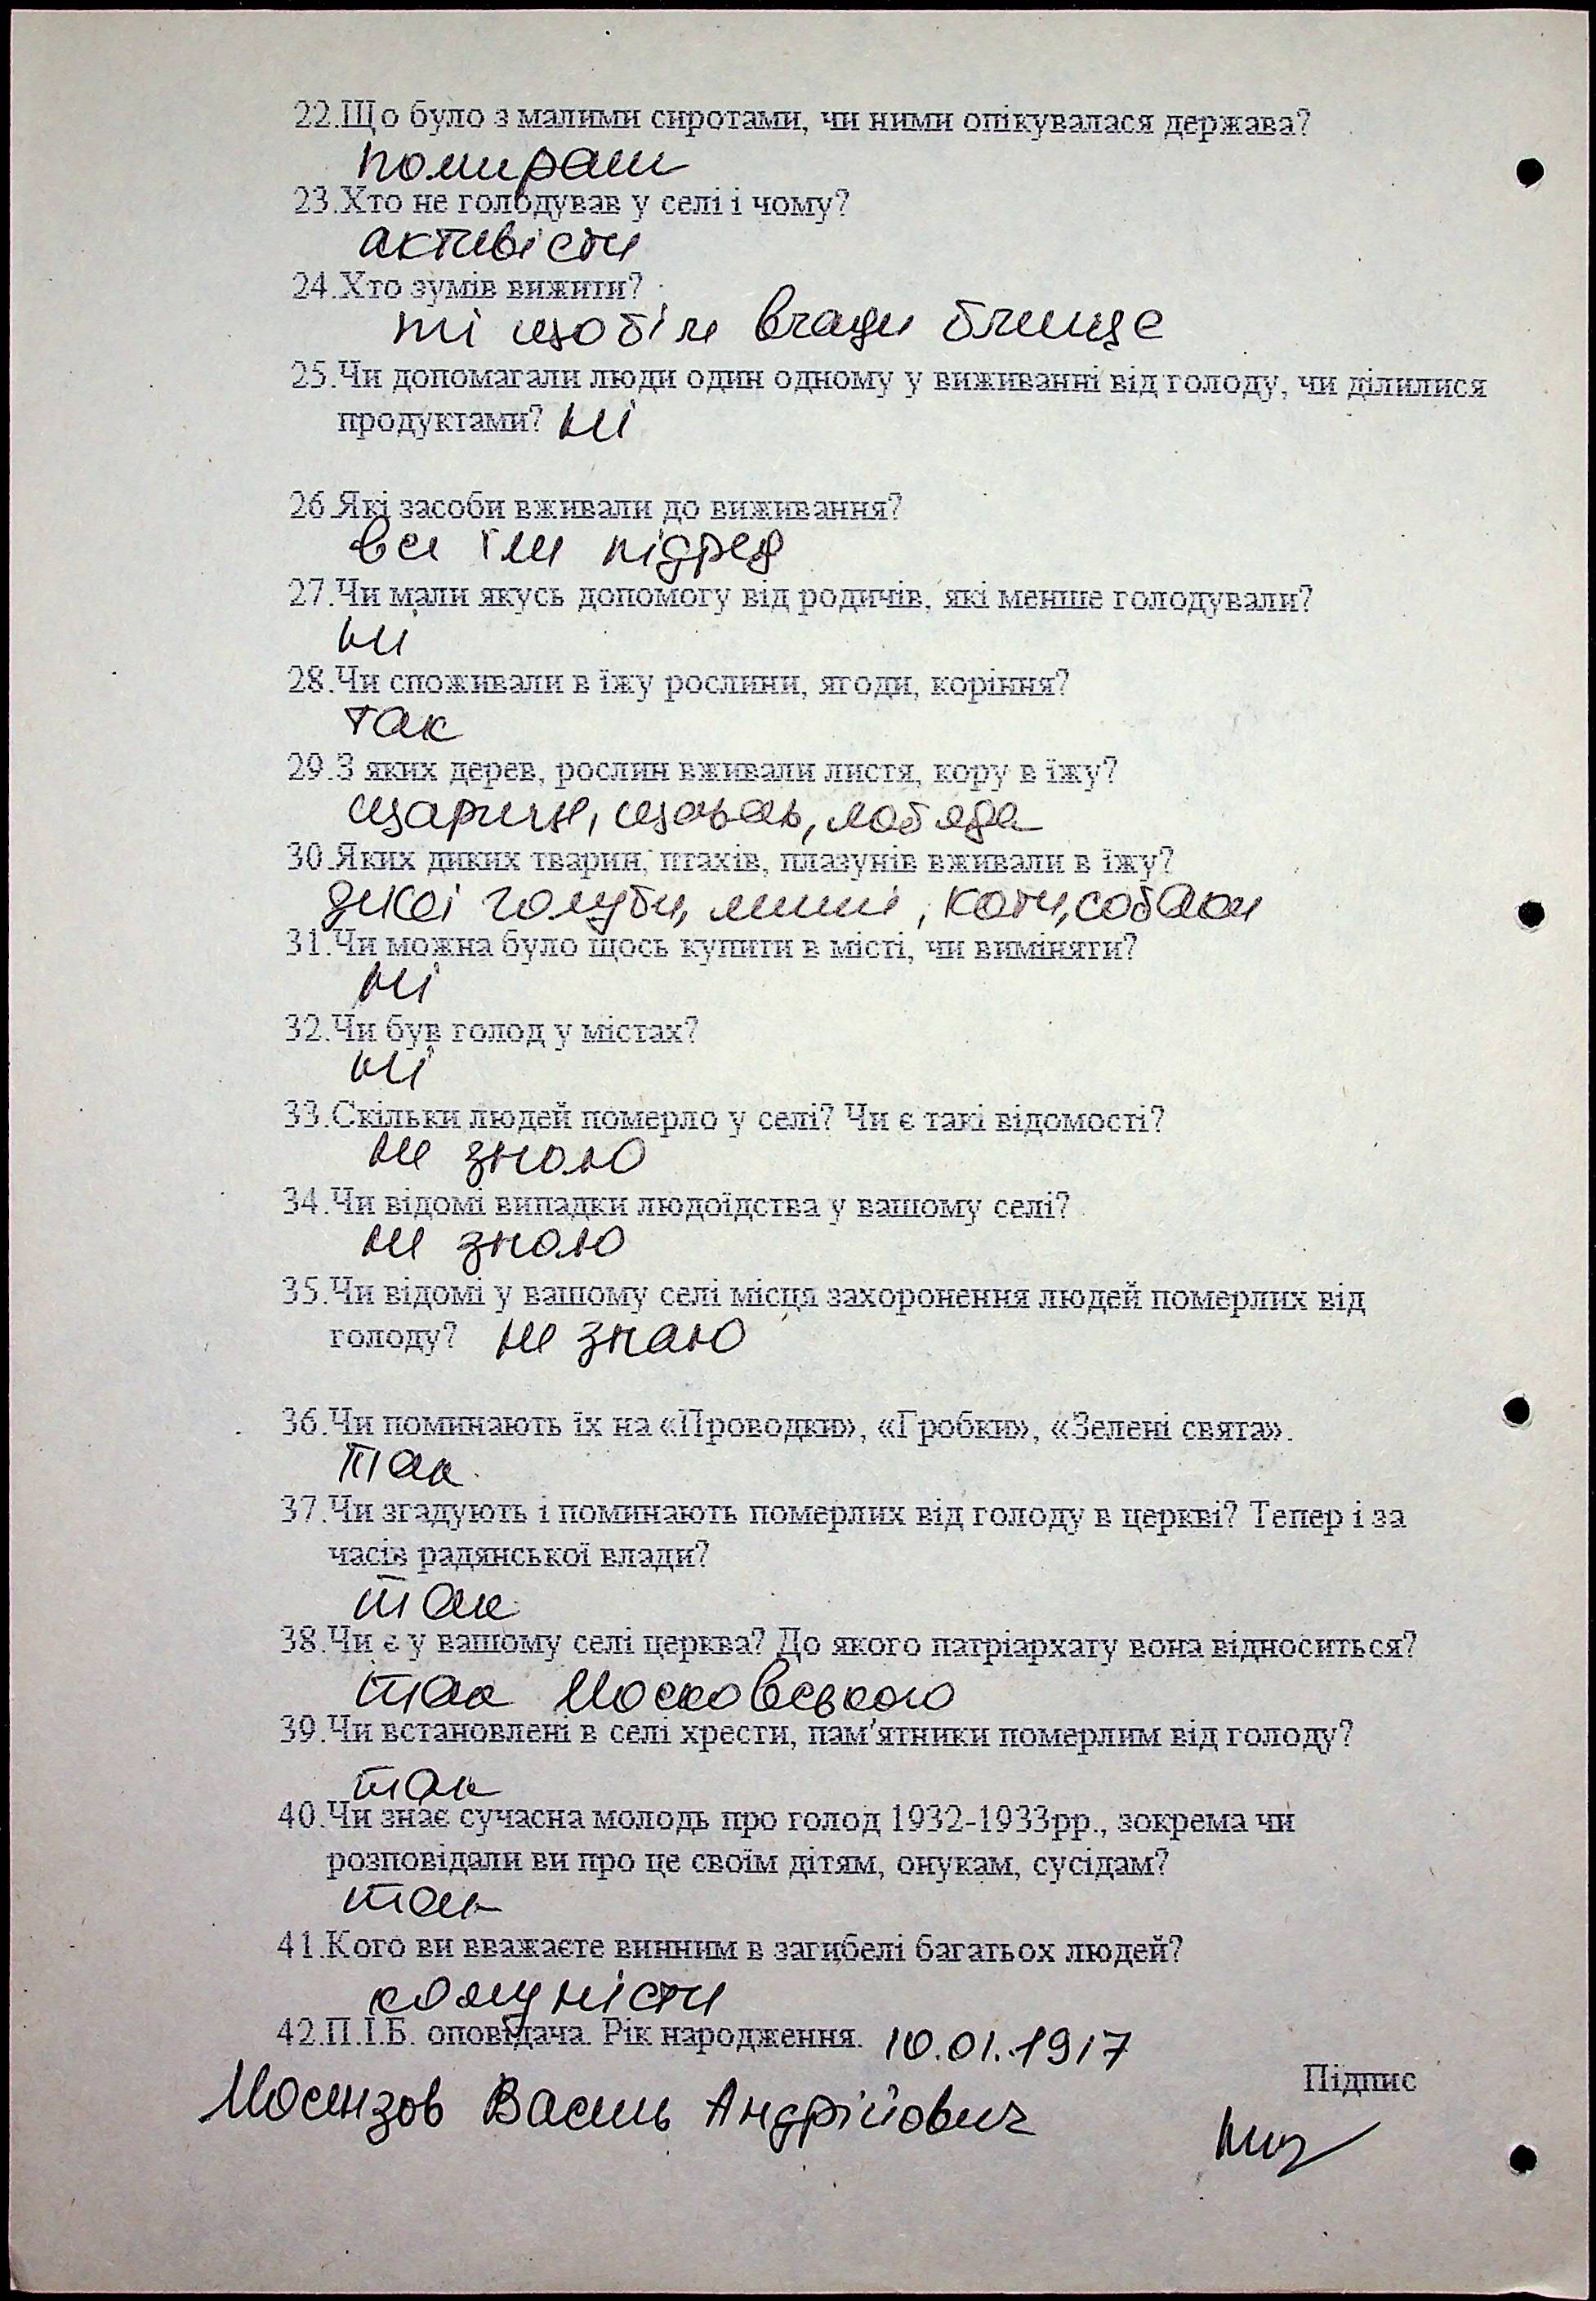 22.Що було з малими сиротами, чи ними опікувалася держава?
помирали
23.Хто не голодував у селі і чому?
активісти
24.Хто зумів вижити?
ті що біля влади ближче
25.Чи допомагали люди один одному у виживанні від голоду, чи ділилися
продуктами? ні
26.Які засоби вживали до виживання?
все їли підряд
27.Чи мали якусь допомогу від родичів, які менше голодували?
ні
28.Чи споживали в їжу рослини, ягоди, коріння?
так
29.З яких дерев, рослин вживали листя, кору в їжу?
щавель, лобода
30.Яких диких тварин, птахів, плазунів вживали в їжу?
дикі голуби, миші, коти, собаки
31.Чи можна було щось купити в місті, чи виміняти?
ні
32.Чи був голод у містах?
ні
33.Скільки людей померло у селі? Чи є такі відомості?
не знаю
34.Чи відомі випадки людоїдства у вашому селі?
не знаю
35.Чи відомі у вашому селі місця захоронення людей померлих від
голоду? не знаю
36.Чи поминають їх на «Проводки», «Гробки», «Зелені свята».
так
37.Чи згадують і поминають померлих від голоду в церкві? Тепер і за
часів радянської влади?
так
38.Чи є у вашому селі церква? До якого патріархату вона відноситься?
так Московського
39.Чи встановлені в селі хрести, пам'ятники померлим від голоду?
так
40.Чи знає сучасна молодь про голод 1932-1933рр., зокрема чи
розповідали ви про це своїм дітям, онукам, сусідам?
так
41.Кого ви вважаєте винним в загибелі багатьох людей?
комуністи
42.П.І.Б. оповідача. Рік народження. 10.01.1917
Підпис
Василь Андрійович